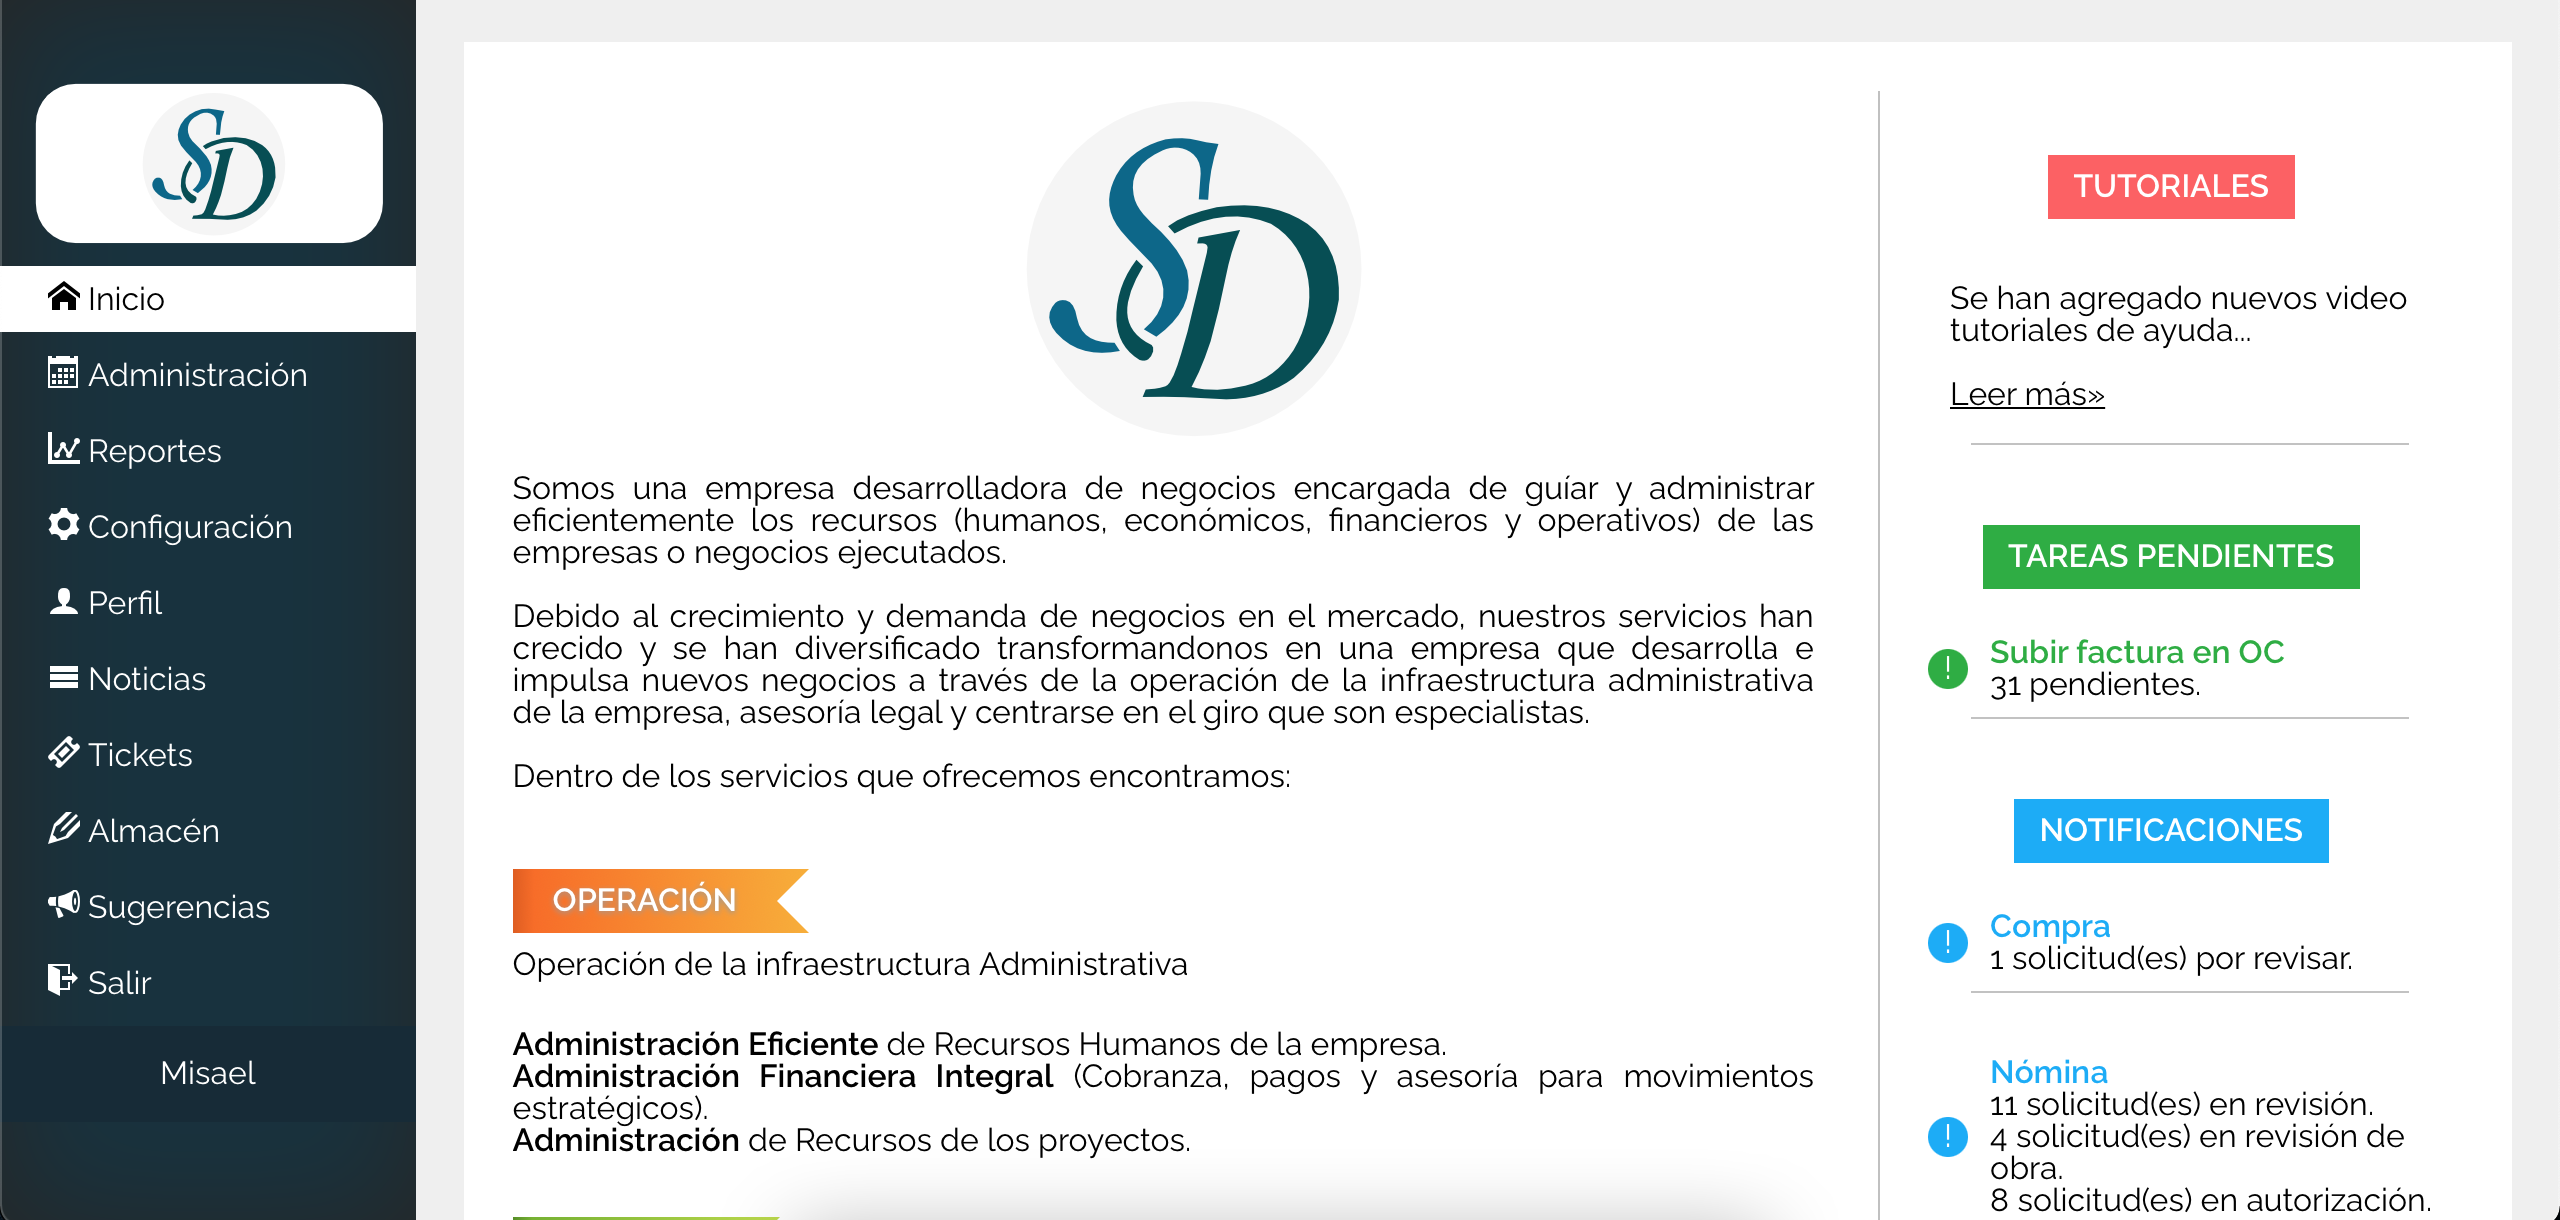 SD
Inicio
Administración
Reportes
Configuración
Perfil
Noticias
Tickets
Almacén
Sugerencias
Salir
Misael
SD
Somos una empresa desarrolladora de negocios encargada de guíar y administrar
eficientemente los recursos (humanos, económicos, financieros y operativos) de las
empresas o negocios ejecutados.
Debido al crecimiento y demanda de negocios en el mercado, nuestros servicios han
crecido y se han diversificado transformandonos en una empresa que desarrolla e
impulsa nuevos negocios a través de la operación de la infraestructura administrativa
de la empresa, asesoría legal y centrarse en el giro que son especialistas.
Dentro de los servicios que ofrecemos encontramos:
OPERACIÓN
Operación de la infraestructura Administrativa
Administración Eficiente de Recursos Humanos de la empresa.
Administración Financiera Integral (Cobranza, pagos y asesoría para movimientos
estratégicos).
Administración de Recursos de los proyectos.
TUTORIALES
Se han agregado nuevos video
tutoriales de ayuda...
Leer más»
TAREAS PENDIENTES
! Subir factura en OC
31 pendientes.
NOTIFICACIONES
! Compra
1 solicitud(es) por revisar.
! Nómina
11 solicitud(es) en revisión.
4 solicitud(es) en revisión de
obra.
8 solicitud(es) en autorización.